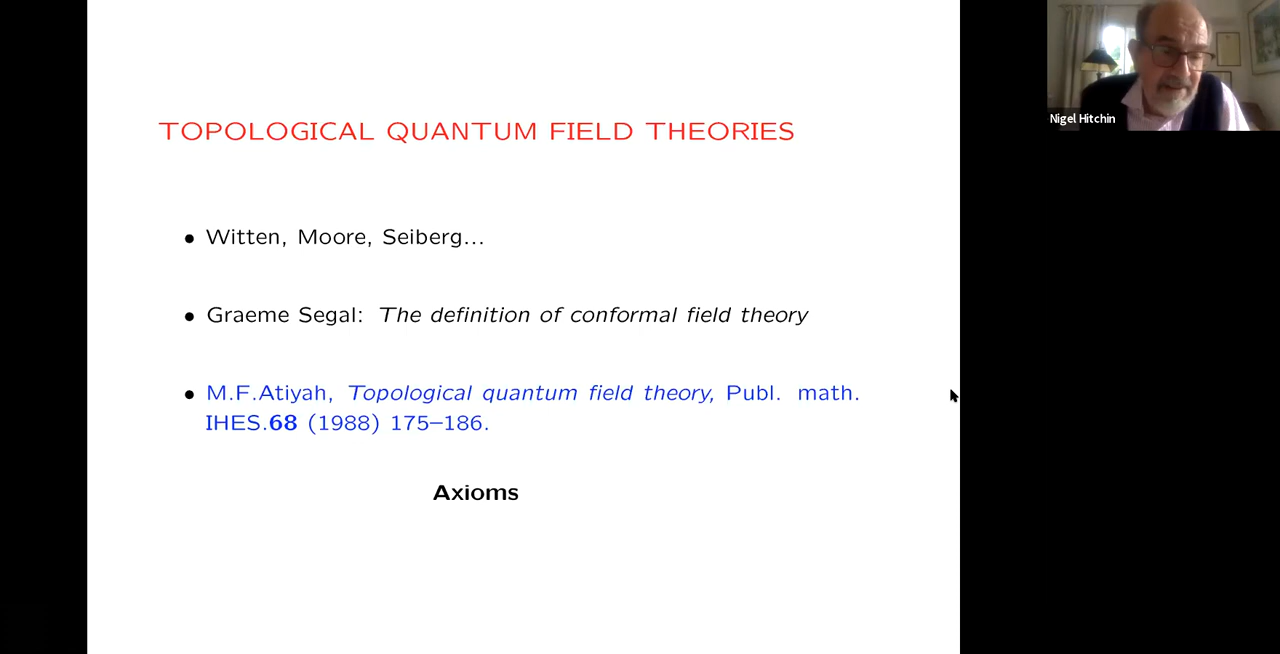 TOPOLOGICAL QUANTUM FIELD THEORIES
Nigel Hitchin
• Witten, Moore, Seiberg...
• Graeme Segal: The definition of conformal field theory
• M.F.Atiyah, Topological quantum field theory, Publ. math.
IHES.68 (1988) 175–186.
Axioms